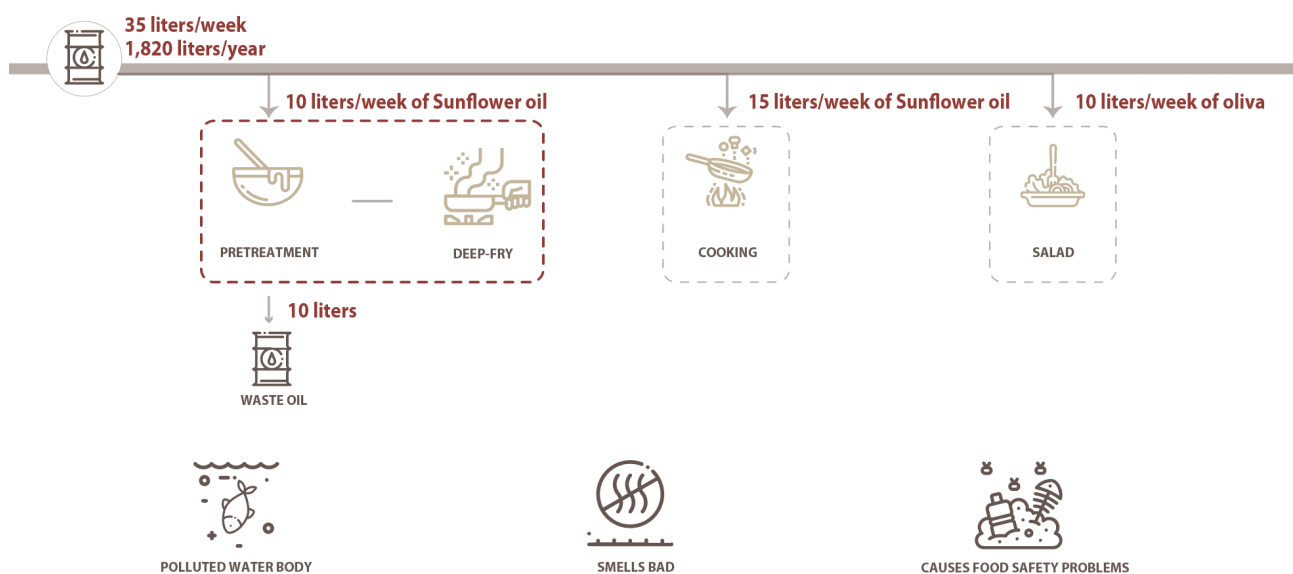 35 liters/week
1,820 liters/year
10 liters/week of Sunflower oil
15 liters/week of Sunflower oil
10 liters/week of oliva
PRETREATMENT
DEEP-FRY
COOKING
SALAD
10 liters
WASTE OIL
POLLUTED WATER BODY
SMELLS BAD
CAUSES FOOD SAFETY PROBLEMS